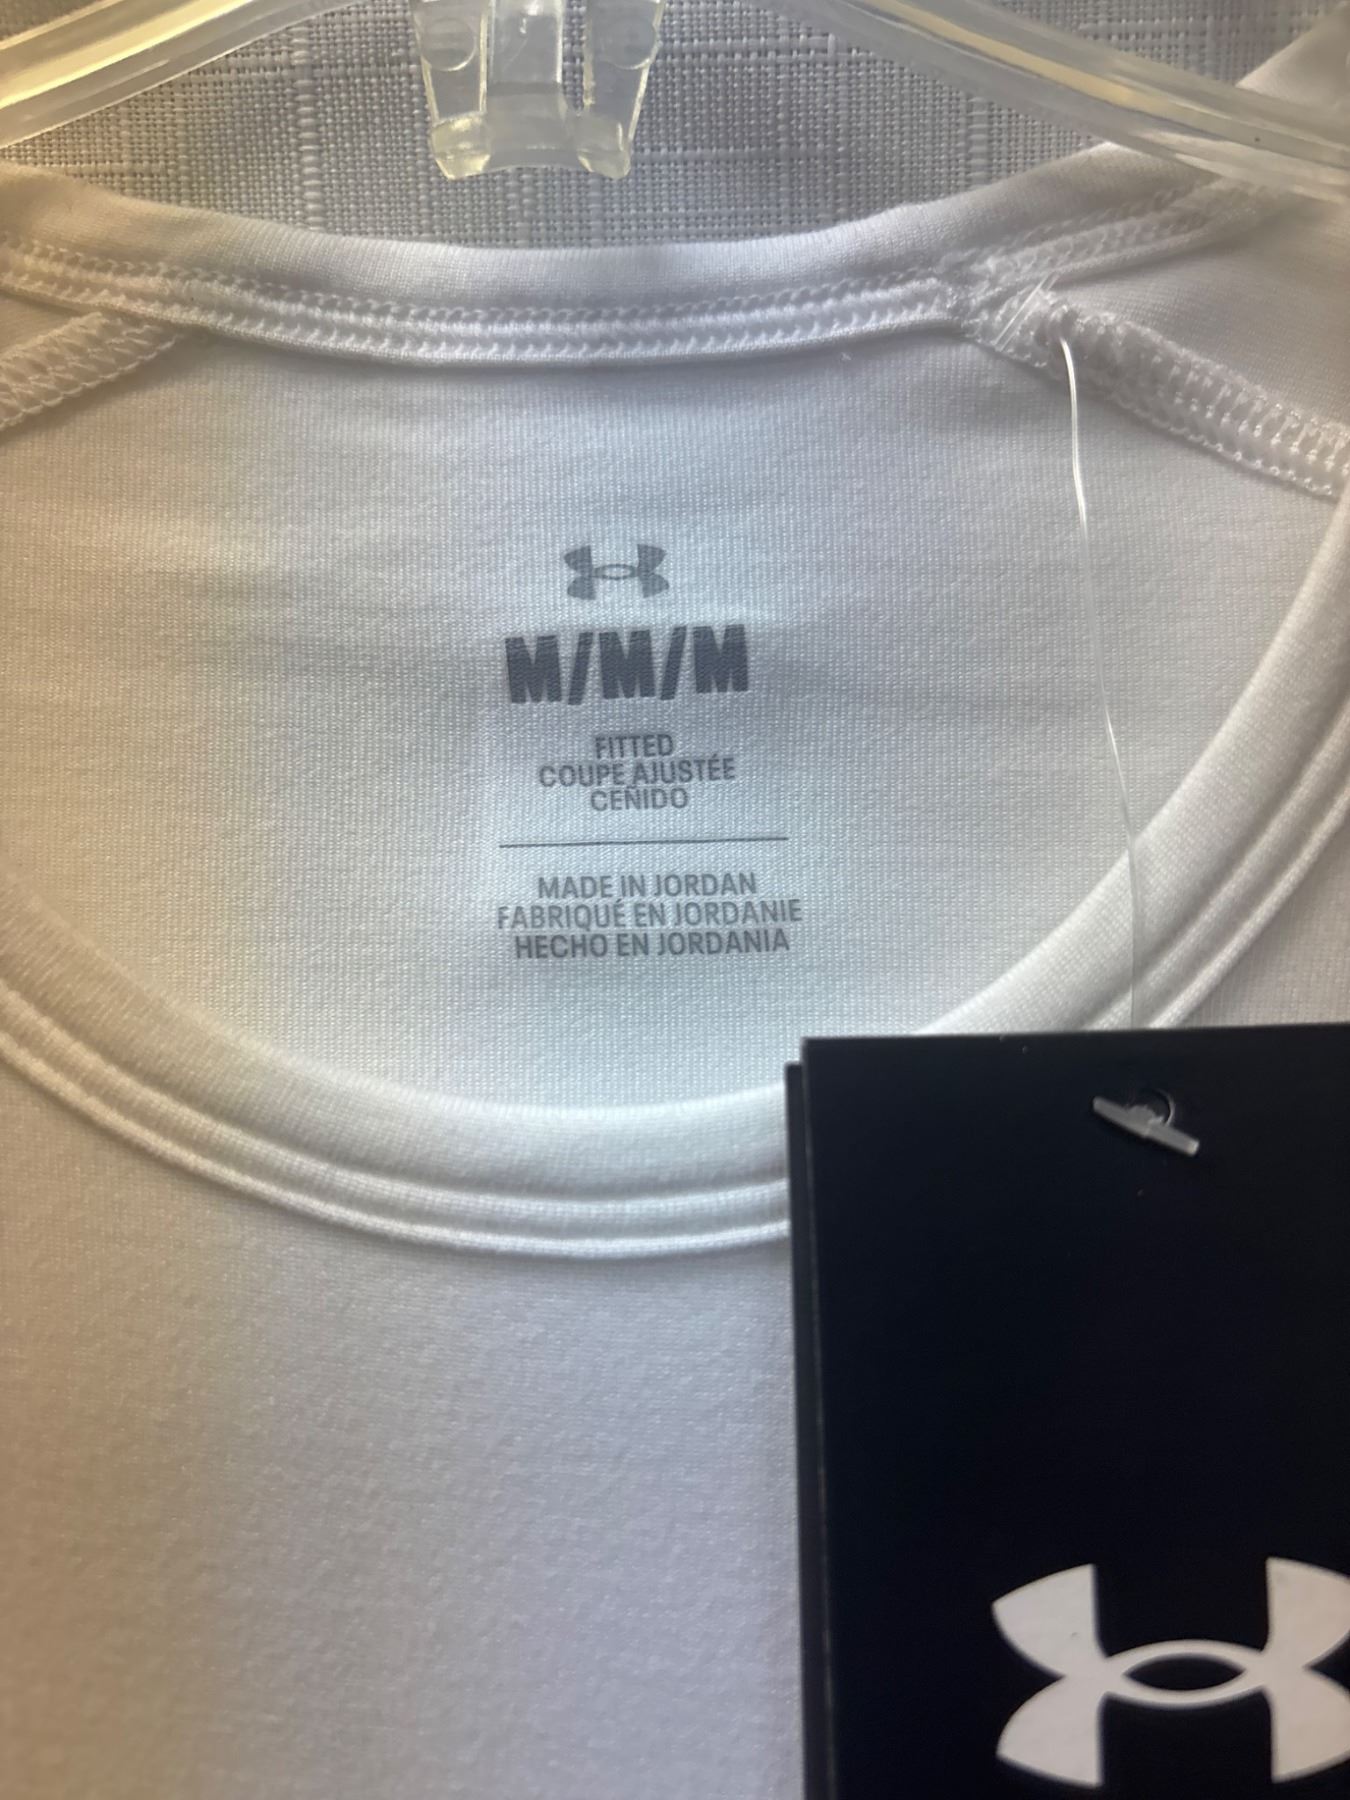 M/M/M
FITTED
COUPE AJUSTÉE
CEÑIDO
MADE IN JORDAN
FABRIQUÉ EN JORDANIE
HECHO EN JORDANIA